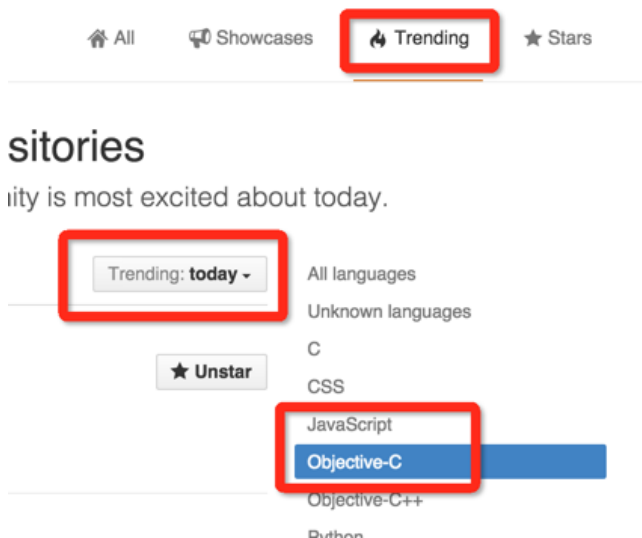 All Showcases Trending Stars
sitories
ity is most excited about today.
Trending: today
All languages
Unknown languages
C
Unstar
CSS
JavaScript
Objective-C
Objective-C++
Python